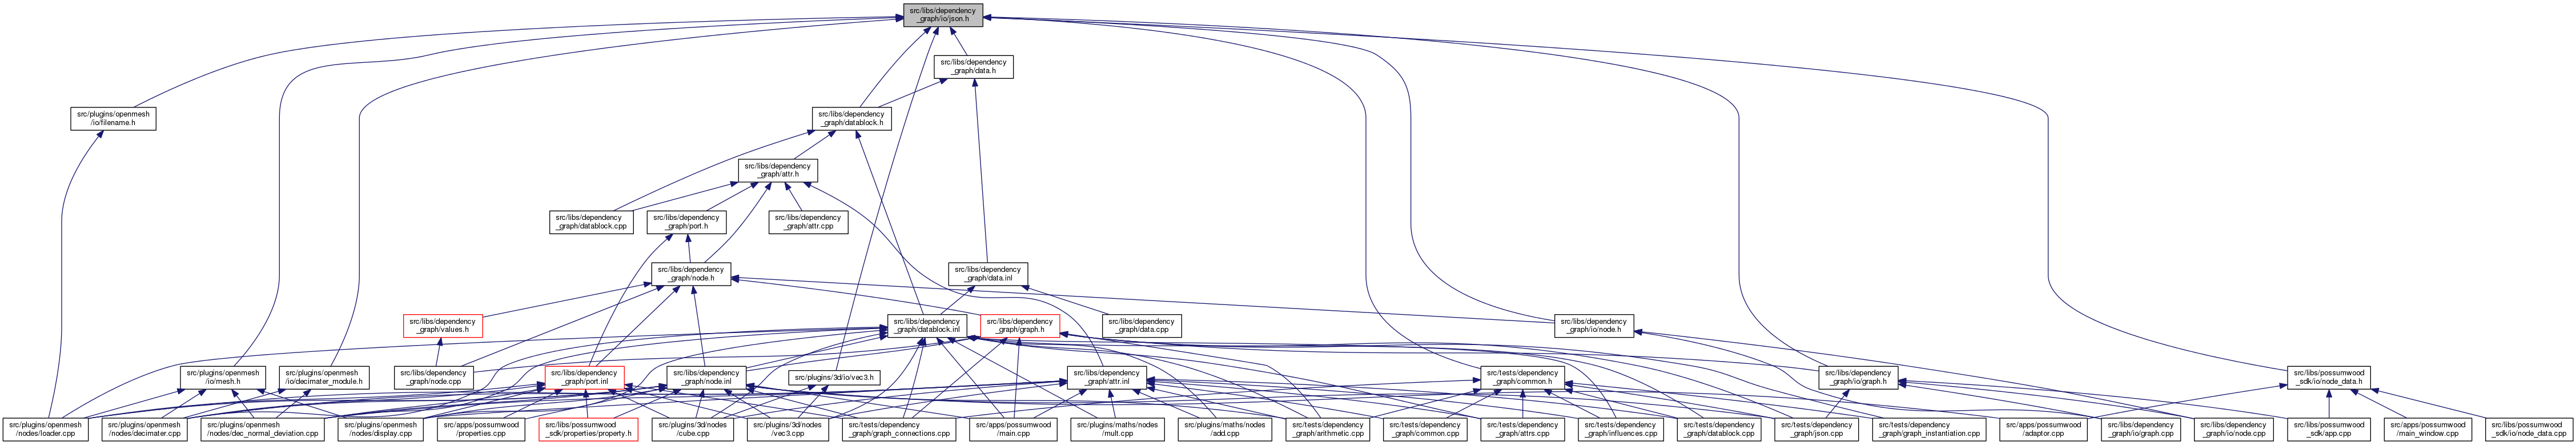 src/libs/dependency
_graph/io/json.h
src/libs/dependency
_graph/data.h
src/plugins/openmesh
/io/filename.h
src/libs/dependency
_graph/datablock.h
src/libs/dependency
_graph/attr.h
src/libs/dependency
_graph/datablock.cpp
src/libs/dependency
_graph/port.h
src/libs/dependency
_graph/attr.cpp
src/libs/dependency
_graph/node.h
src/libs/dependency
_graph/data.inl
src/libs/dependency
_graph/values.h
src/libs/dependency
_graph/datablock.inl
src/libs/dependency
_graph/graph.h
src/libs/dependency
_graph/data.cpp
src/libs/dependency
_graph/io/node.h
src/plugins/openmesh
/io/mesh.h
src/plugins/openmesh
/io/decimater_module.h
src/libs/dependency
_graph/node.cpp
src/libs/dependency
_graph/port.inl
src/libs/dependency
_graph/node.inl
src/plugins/3d/io/vec3.h
src/libs/dependency
_graph/attr.inl
src/tests/dependency
_graph/common.h
src/libs/dependency
_graph/io/graph.h
src/libs/possumwood
_sdk/io/node_data.h
src/plugins/openmesh
/nodes/loader.cpp
src/plugins/openmesh
/nodes/decimater.cpp
src/plugins/openmesh
/nodes/dec_normal_deviation.cpp
src/plugins/openmesh
/nodes/display.cpp
src/apps/possumwood
/properties.cpp
src/libs/possumwood
_sdk/properties/property.h
src/plugins/3d/nodes
/cube.cpp
src/plugins/3d/nodes
/vec3.cpp
src/tests/dependency
_graph/graph_connections.cpp
src/apps/possumwood
/main.cpp
src/plugins/maths/nodes
/mult.cpp
src/plugins/maths/nodes
/add.cpp
src/tests/dependency
_graph/arithmetic.cpp
src/tests/dependency
_graph/common.cpp
src/tests/dependency
_graph/attrs.cpp
src/tests/dependency
_graph/influences.cpp
src/tests/dependency
_graph/datablock.cpp
src/tests/dependency
_graph/json.cpp
src/tests/dependency
_graph/graph_instantiation.cpp
src/apps/possumwood
/adaptor.cpp
src/libs/dependency
_graph/io/graph.cpp
src/libs/dependency
_graph/io/node.cpp
src/libs/possumwood
_sdk/app.cpp
src/apps/possumwood
/main_window.cpp
src/libs/possumwood
_sdk/io/node_data.cpp